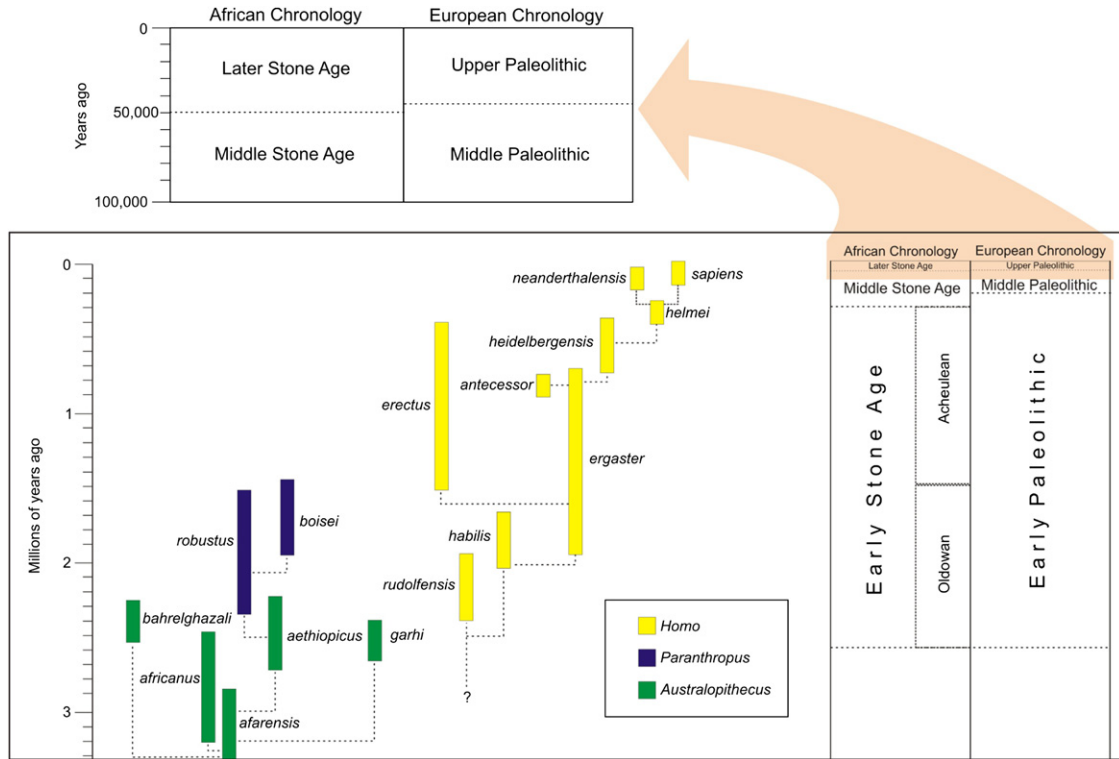 African Chronology
European Chronology
0
Later Stone Age
Upper Paleolithic
50,000
Years ago
Middle Stone Age
Middle Paleolithic
100,000
African Chronology
European Chronology
0
Later Stone Age
Upper Paleolithic
neanderthalensis
sapiens
Middle Stone Age
Middle Paleolithic
helmei
heidelbergensis
antecessor
erectus
1
ergaster
Acheulean
Early Stone Age
Early Paleolithic
Millions of years ago
boisei
robustus
habilis
2
rudolfensis
Oldowan
bahrelghazali
aethiopicus
garhi
africanus
afarensis
?
3
Homo
Paranthropus
Australopithecus